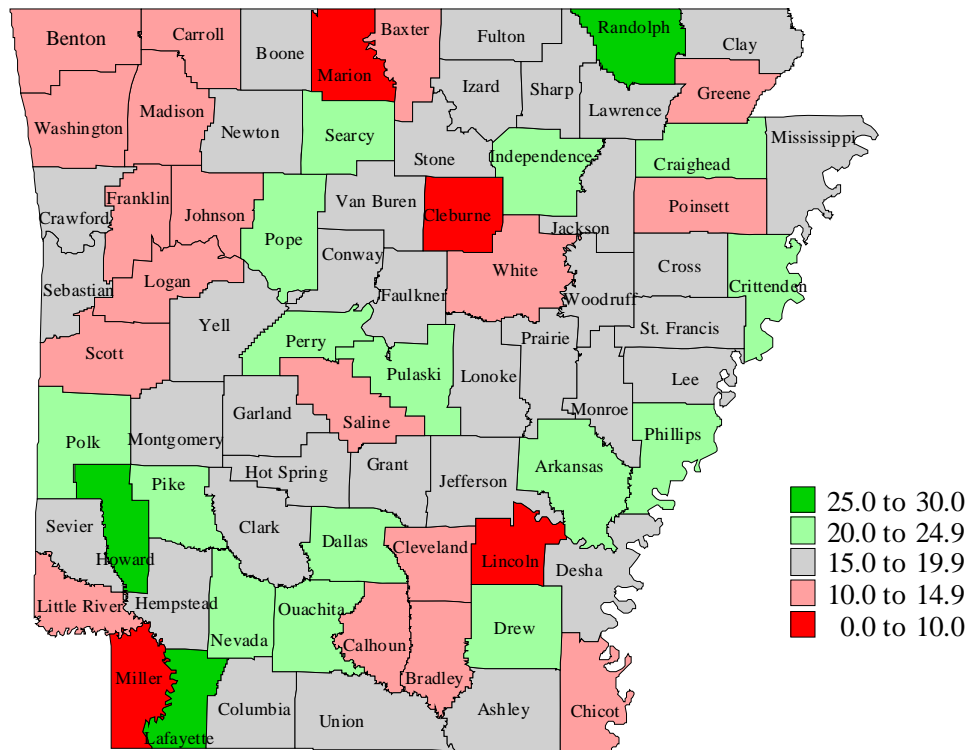 Randolph
Carroll
Baxter
Benton
Fulton
Clay
Boone
Marion
Izard
Sharp
Greene
Madison
Lawrence
Washington
Newton
Searcy
Mississippi
Stone
Independence
Craighead
Franklin
Van Buren
Poinsett
Crawford
Johnson
Cleburne
Jackson
Pope
Conway
White
Cross
Logan
Sebastian
Faulkner
Woodruff
Crittenden
Yell
Prairie
St. Francis
Scott
Perry
Pulaski
Lonoke
Lee
Garland
Saline
Monroe
Polk
Montgomery
Phillips
Hot Spring
Grant
Arkansas
Pike
Jefferson
Sevier
Clark
Dallas
Cleveland
Howard
Lincoln
Desha
Little River
Hempstead
Ouachita
Drew
Nevada
Calhoun
Miller
Bradley
Columbia
Ashley
Chicot
Union
Lafayette
25.0 to 30.0
20.0 to 24.9
15.0 to 19.9
10.0 to 14.9
0.0 to 10.0